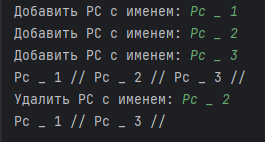 Добавить PC с именем: Pc _ 1
Добавить PC с именем: Pc _ 2
Добавить PC с именем: Pc _ 3
Pc _ 1 // Pc _ 2 // Pc _ 3 //
Удалить PC с именем: Pc _ 2
Pc _ 1 // Pc _ 3 //